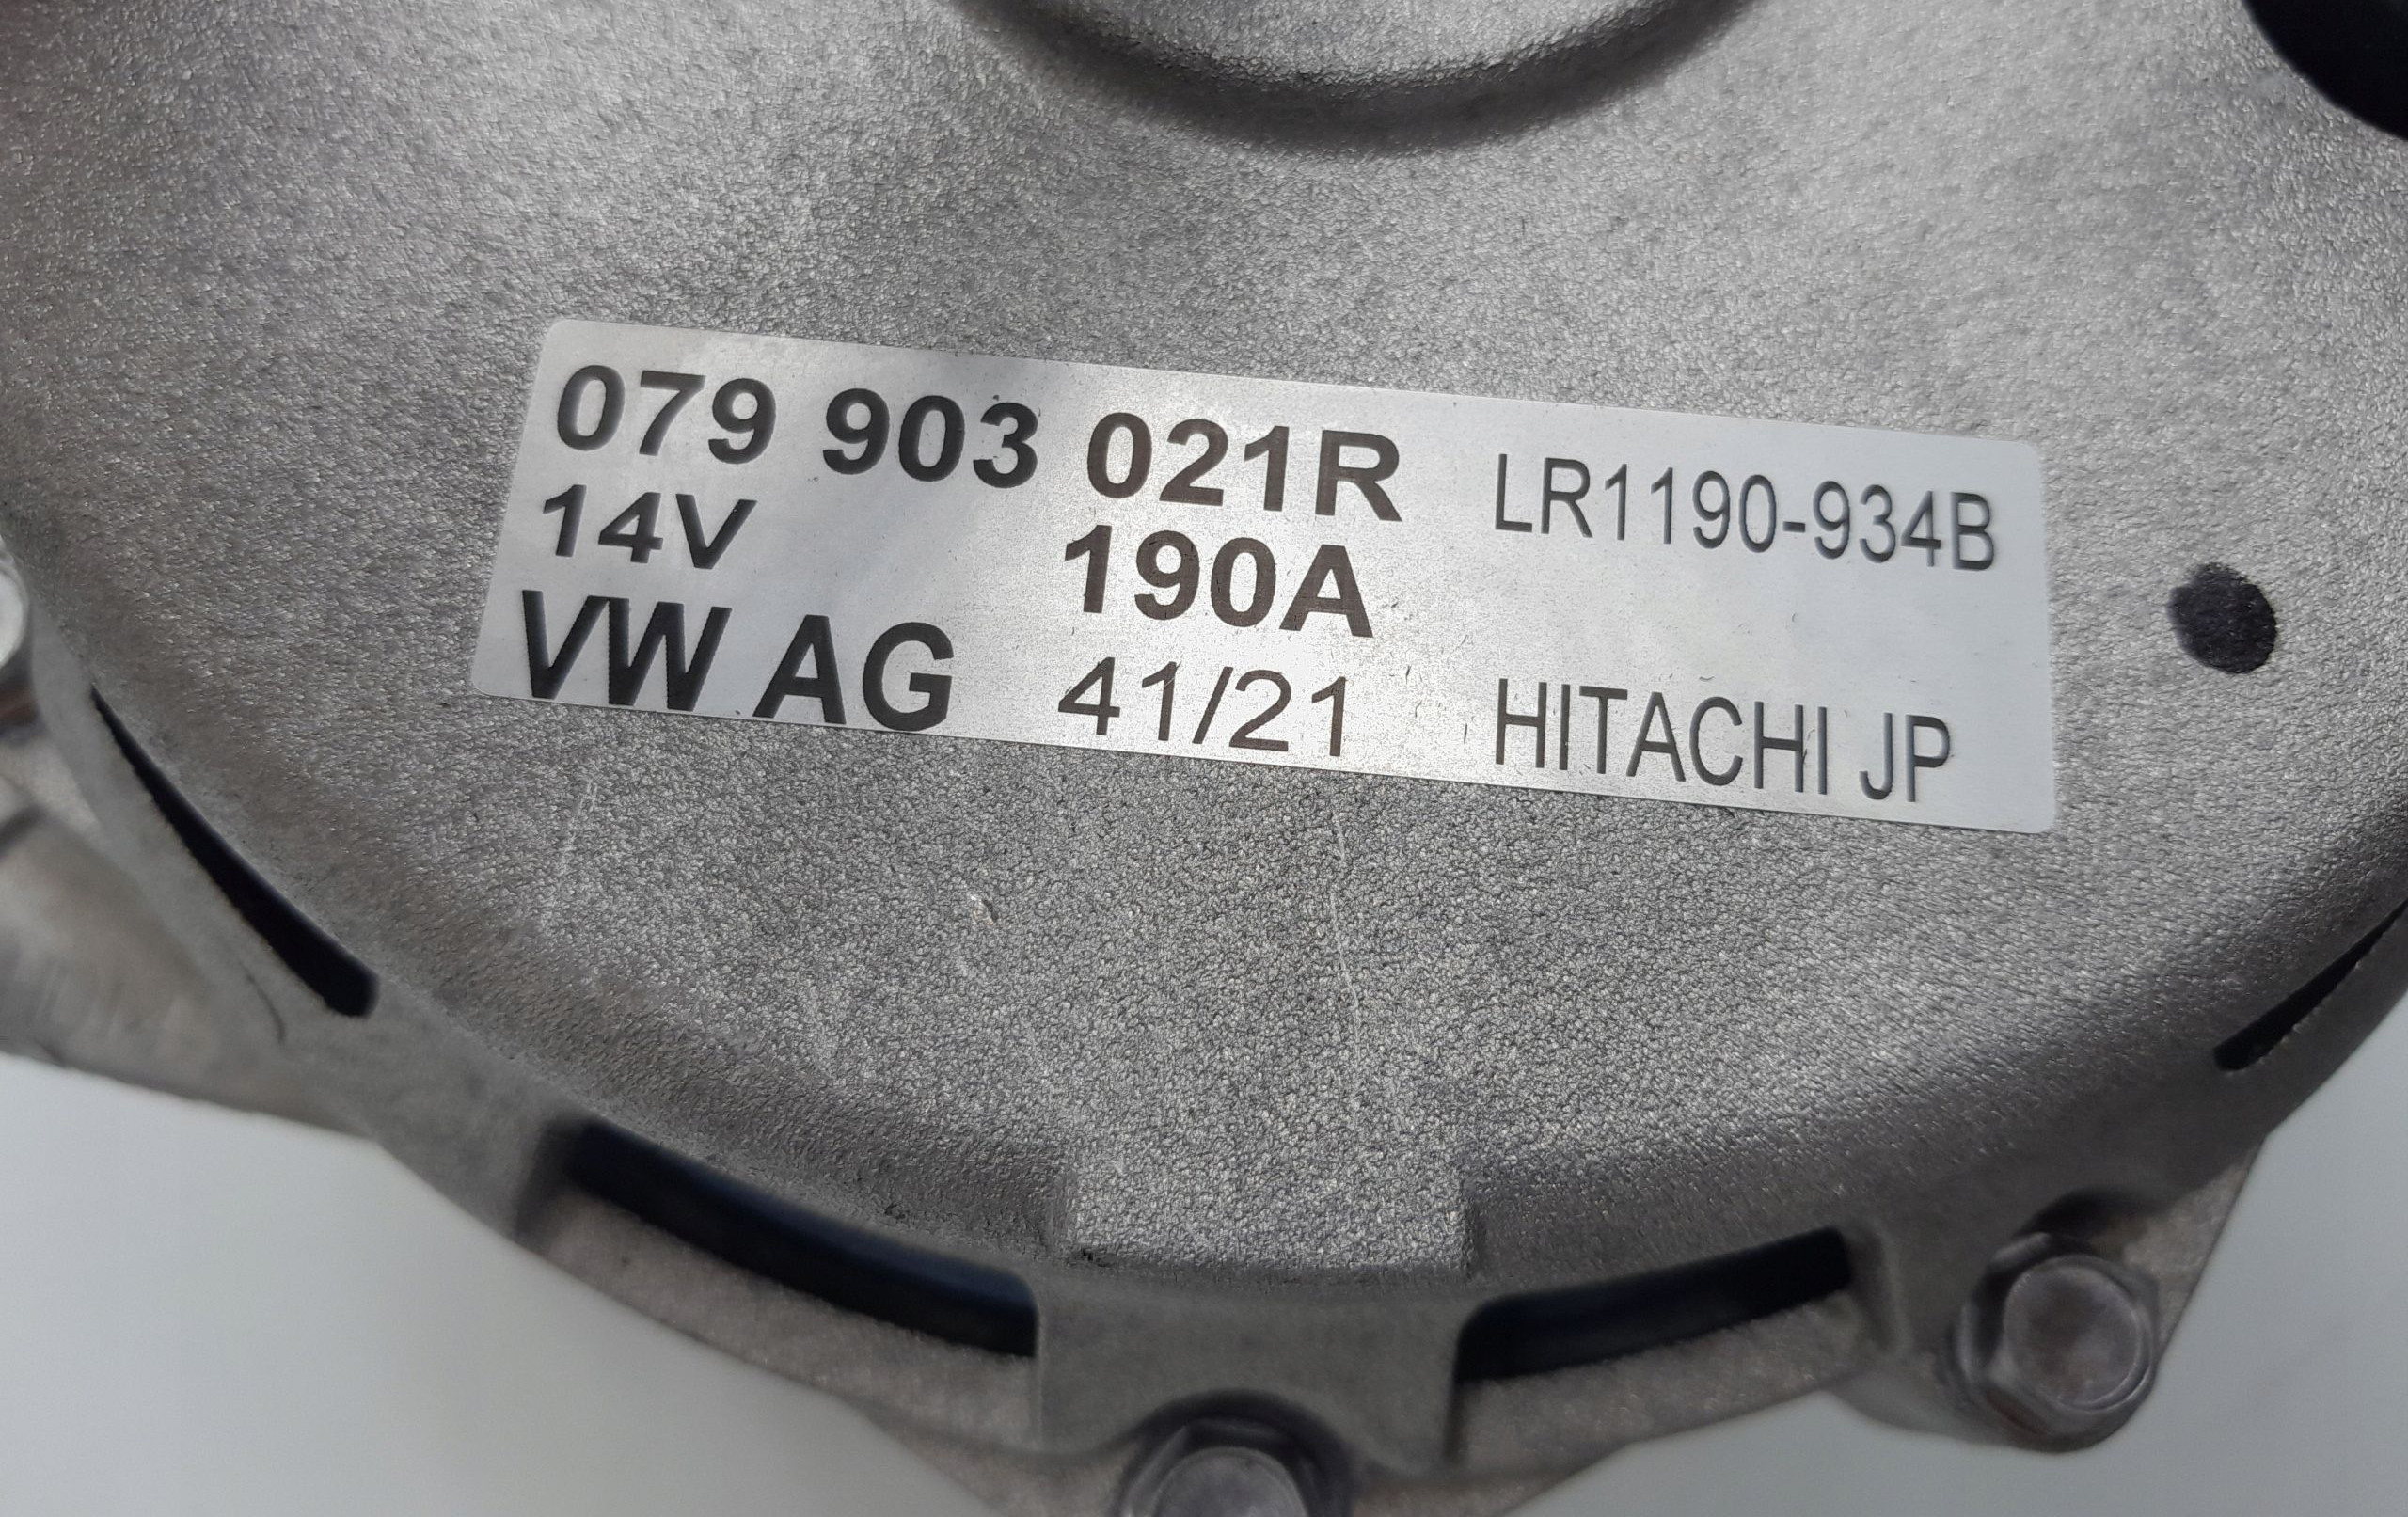 079 903 021R LR1190-934B
14V 190A
VW AG 41/21 HITACHI JP